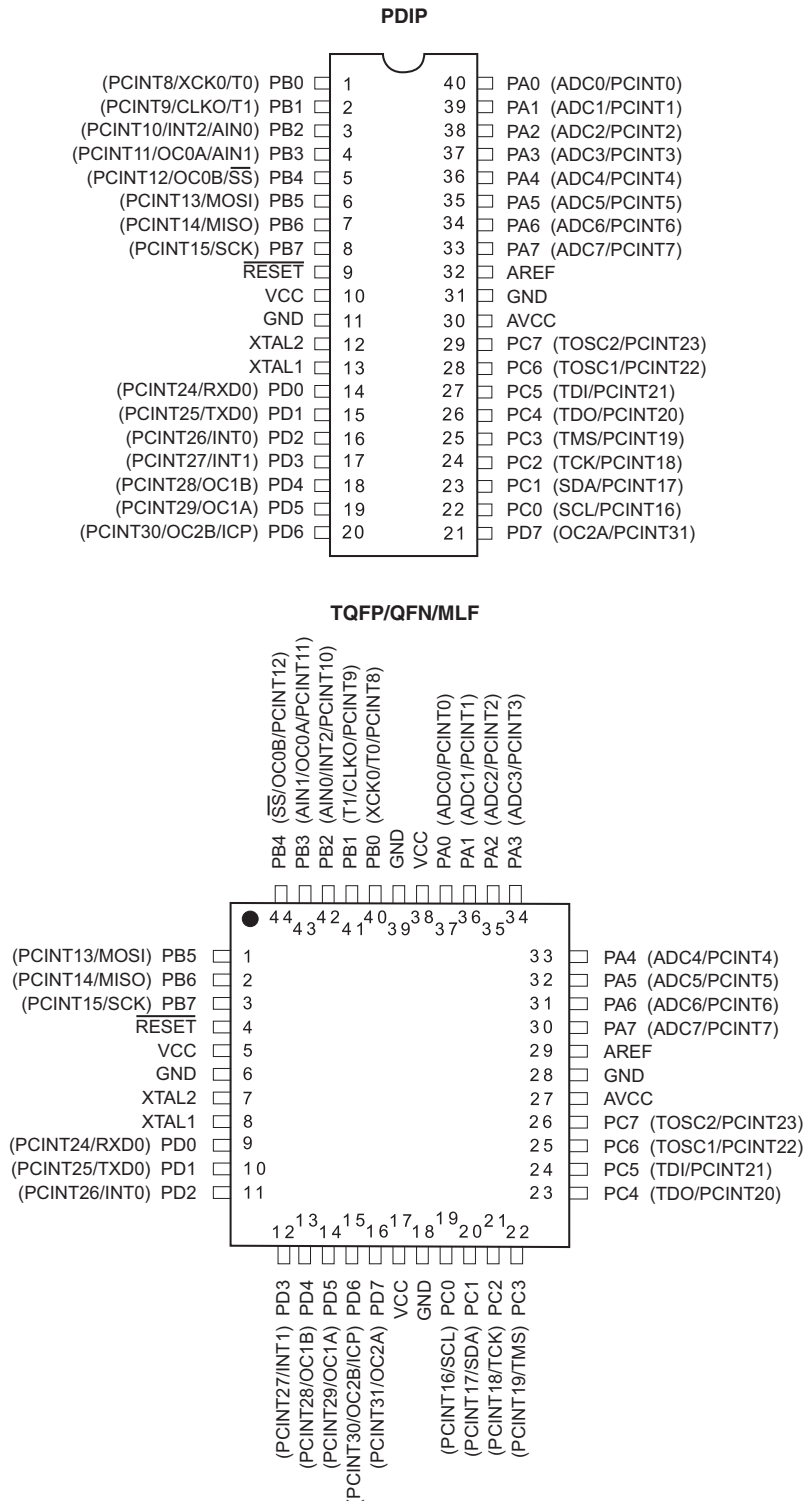 PDIP
(PCINT8/XCK0/T0) PB0 1 40 PA0 (ADC0/PCINT0)
(PCINT9/CLKO/T1) PB1 2 39 PA1 (ADC1/PCINT1)
(PCINT10/INT2/AIN0) PB2 3 38 PA2 (ADC2/PCINT2)
(PCINT11/OC0A/AIN1) PB3 4 37 PA3 (ADC3/PCINT3)
(PCINT12/OC0B/SS) PB4 5 36 PA4 (ADC4/PCINT4)
(PCINT13/MOSI) PB5 6 35 PA5 (ADC5/PCINT5)
(PCINT14/MISO) PB6 7 34 PA6 (ADC6/PCINT6)
(PCINT15/SCK) PB7 8 33 PA7 (ADC7/PCINT7)
RESET 9 32 AREF
VCC 10 31 GND
GND 11 30 AVCC
XTAL2 12 29 PC7 (TOSC2/PCINT23)
XTAL1 13 28 PC6 (TOSC1/PCINT22)
(PCINT24/RXD0) PD0 14 27 PC5 (TDI/PCINT21)
(PCINT25/TXD0) PD1 15 26 PC4 (TDO/PCINT20)
(PCINT26/INT0) PD2 16 25 PC3 (TMS/PCINT19)
(PCINT27/INT1) PD3 17 24 PC2 (TCK/PCINT18)
(PCINT28/OC1B) PD4 18 23 PC1 (SDA/PCINT17)
(PCINT29/OC1A) PD5 19 22 PC0 (SCL/PCINT16)
(PCINT30/OC2B/ICP) PD6 20 21 PD7 (OC2A/PCINT31)
TQFP/QFN/MLF
PB4 (SS/OC0B/PCINT12)
PB3 (AIN1/OC0A/PCINT11)
PB2 (AIN0/INT2/PCINT10)
PB1 (T1/CLKO/PCINT9)
PB0 (XCK0/T0/PCINT8)
GND
VCC
PA0 (ADC0/PCINT0)
PA1 (ADC1/PCINT1)
PA2 (ADC2/PCINT2)
PA3 (ADC3/PCINT3)
44 43 42 41 40 39 38 37 36 35 34
(PCINT13/MOSI) PB5 1 33 PA4 (ADC4/PCINT4)
(PCINT14/MISO) PB6 2 32 PA5 (ADC5/PCINT5)
(PCINT15/SCK) PB7 3 31 PA6 (ADC6/PCINT6)
RESET 4 30 PA7 (ADC7/PCINT7)
VCC 5 29 AREF
GND 6 28 GND
XTAL2 7 27 AVCC
XTAL1 8 26 PC7 (TOSC2/PCINT23)
(PCINT24/RXD0) PD0 9 25 PC6 (TOSC1/PCINT22)
(PCINT25/TXD0) PD1 10 24 PC5 (TDI/PCINT21)
(PCINT26/INT0) PD2 11 23 PC4 (TDO/PCINT20)
12 13 14 15 16 17 18 19 20 21 22
(PCINT27/INT1) PD3
(PCINT28/OC1B) PD4
(PCINT29/OC1A) PD5
(PCINT30/OC2B/ICP) PD6
(PCINT31/OC2A) PD7
VCC
GND
(PCINT16/SCL) PC0
(PCINT17/SDA) PC1
(PCINT18/TCK) PC2
(PCINT19/TMS) PC3